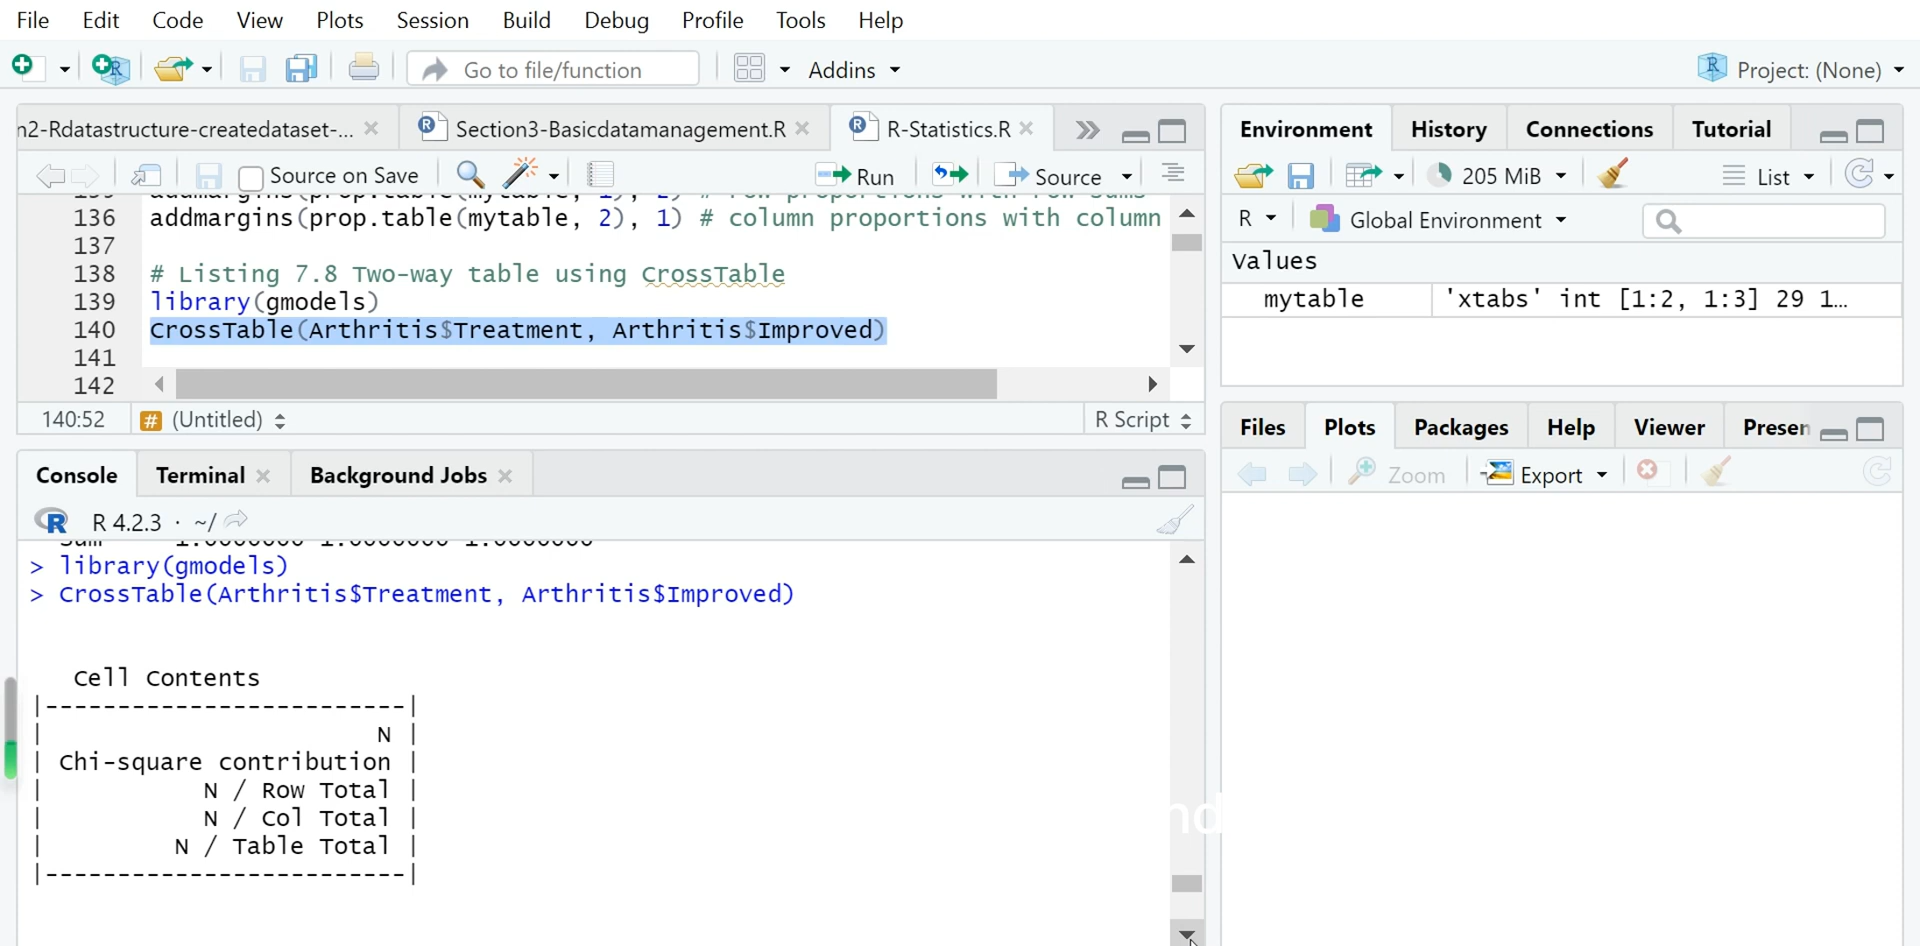 File Edit Code View Plots Session Build Debug Profile Tools Help
Go to file/function Addins Project: (None)
n2-Rdatastructure-createdataset-... Section3-Basicdatamanagement.R R-Statistics.R
Source on Save Run Source
136 addmargins(prop.table(mytable, 2), 1) # column proportions with column
137
138 # Listing 7.8 Two-way table using CrossTable
139 library(gmodels)
140 CrossTable(Arthritis$Treatment, Arthritis$Improved)
141
142
140:52 # (Untitled) R Script
Console Terminal Background Jobs
R 4.2.3 · ~/
> library(gmodels)
> CrossTable(Arthritis$Treatment, Arthritis$Improved)
Cell Contents
|-------------------------|
| N |
| Chi-square contribution |
| N / Row Total |
| N / Col Total |
| N / Table Total |
|-------------------------|
Environment History Connections Tutorial
205 MiB List
R Global Environment
Values
mytable 'xtabs' int [1:2, 1:3] 29 1...
Files Plots Packages Help Viewer Presen
Zoom Export